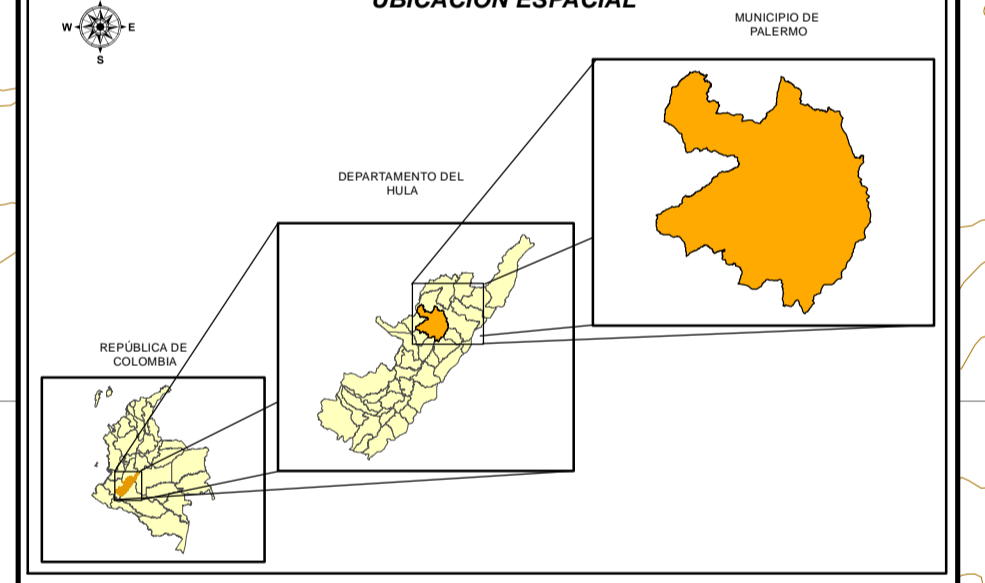 UBICACIÓN ESPACIAL
W
E
S
MUNICIPIO DE
PALERMO
DEPARTAMENTO DEL
HULA
REPÚBLICA DE
COLOMBIA